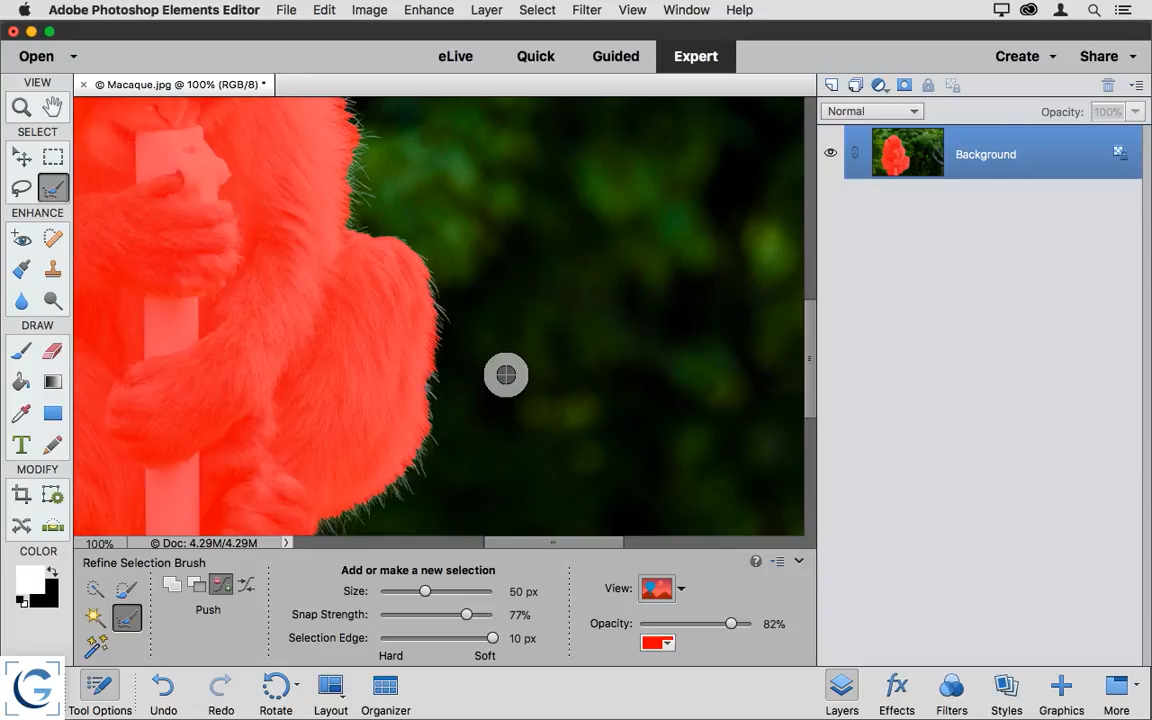 Adobe Photoshop Elements Editor File Edit Image Enhance Layer Select Filter View Window Help
Open eLive Quick Guided Expert Create Share
VIEW
© Macaque.jpg @ 100% (RGB/8) *
Normal Opacity: 100%
SELECT
Background
ENHANCE
DRAW
T
MODIFY
100% © Doc: 4.29M/4.29M
COLOR
Refine Selection Brush
Add or make a new selection
Size: 50 px
View:
Push
Snap Strength: 77%
Opacity: 82%
Selection Edge: 10 px
Hard Soft
G
Tool Options Undo Redo Rotate Layout Organizer Layers Effects Filters Styles Graphics More